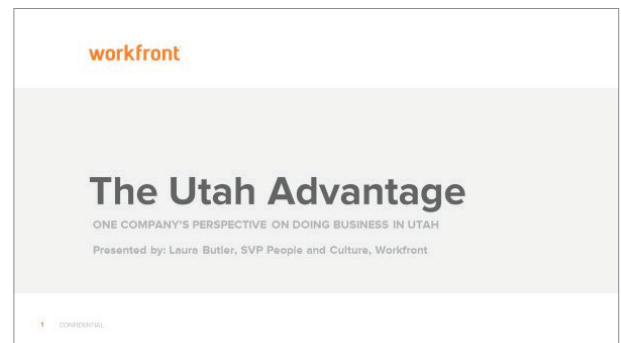 workfront
The Utah Advantage
ONE COMPANY'S PERSPECTIVE ON DOING BUSINESS IN UTAH
Presented by: Laura Butler, SVP People and Culture, Workfront
1 CONFIDENTIAL